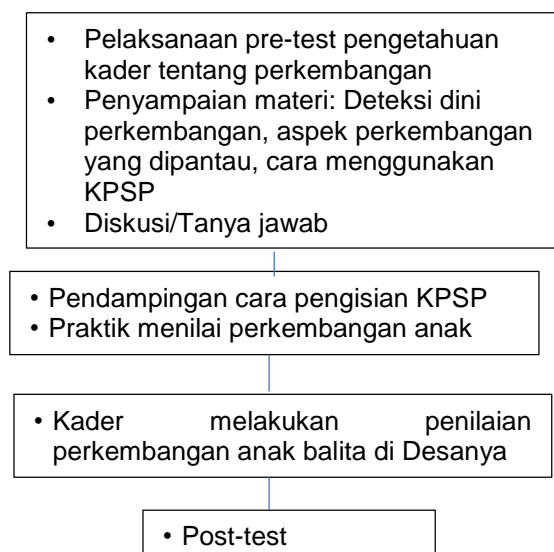 • Pelaksanaan pre-test pengetahuan
kader tentang perkembangan
• Penyampaian materi: Deteksi dini
perkembangan, aspek perkembangan
yang dipantau, cara menggunakan
KPSP
• Diskusi/Tanya jawab
• Pendampingan cara pengisian KPSP
• Praktik menilai perkembangan anak
• Kader melakukan penilaian
perkembangan anak balita di Desanya
• Post-test